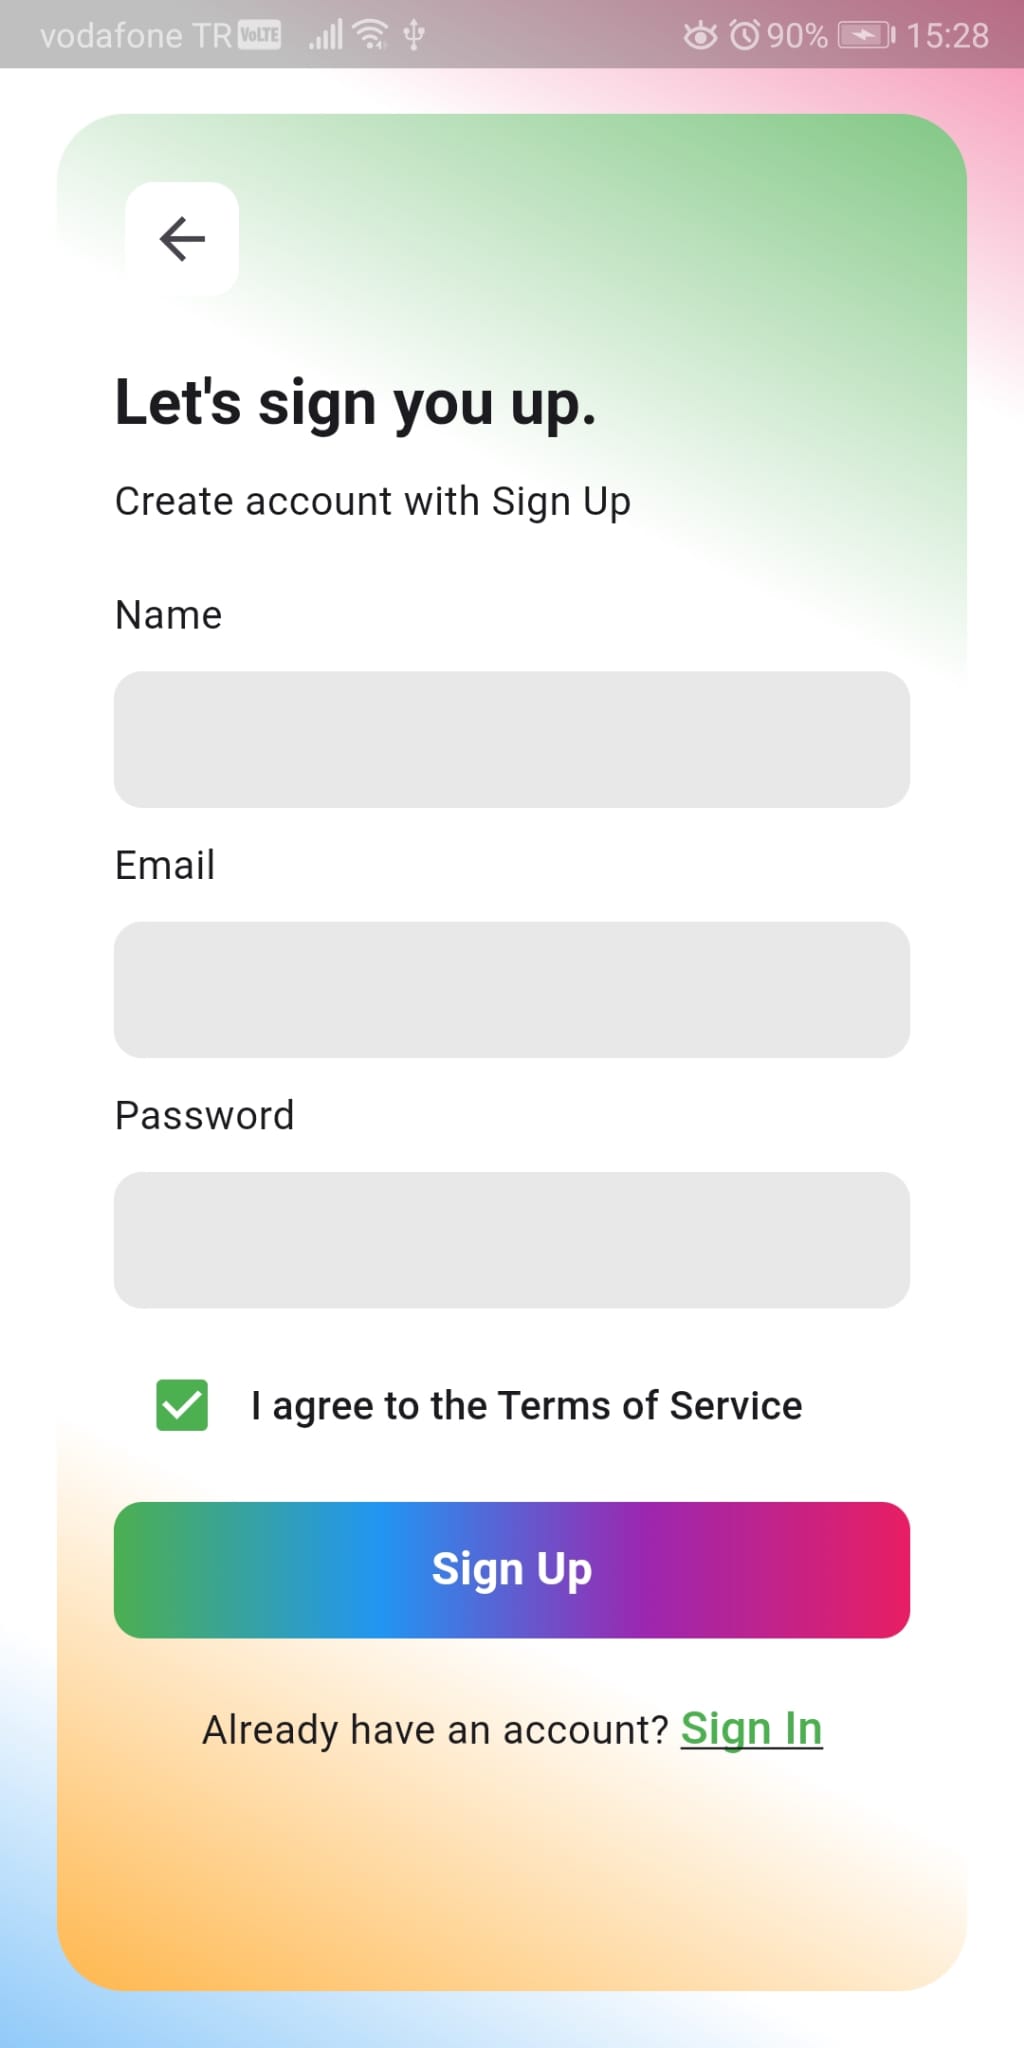 vodafone TR VoLTE 90% 15:28
Let's sign you up.
Create account with Sign Up
Name
Email
Password
I agree to the Terms of Service
Sign Up
Already have an account? Sign In